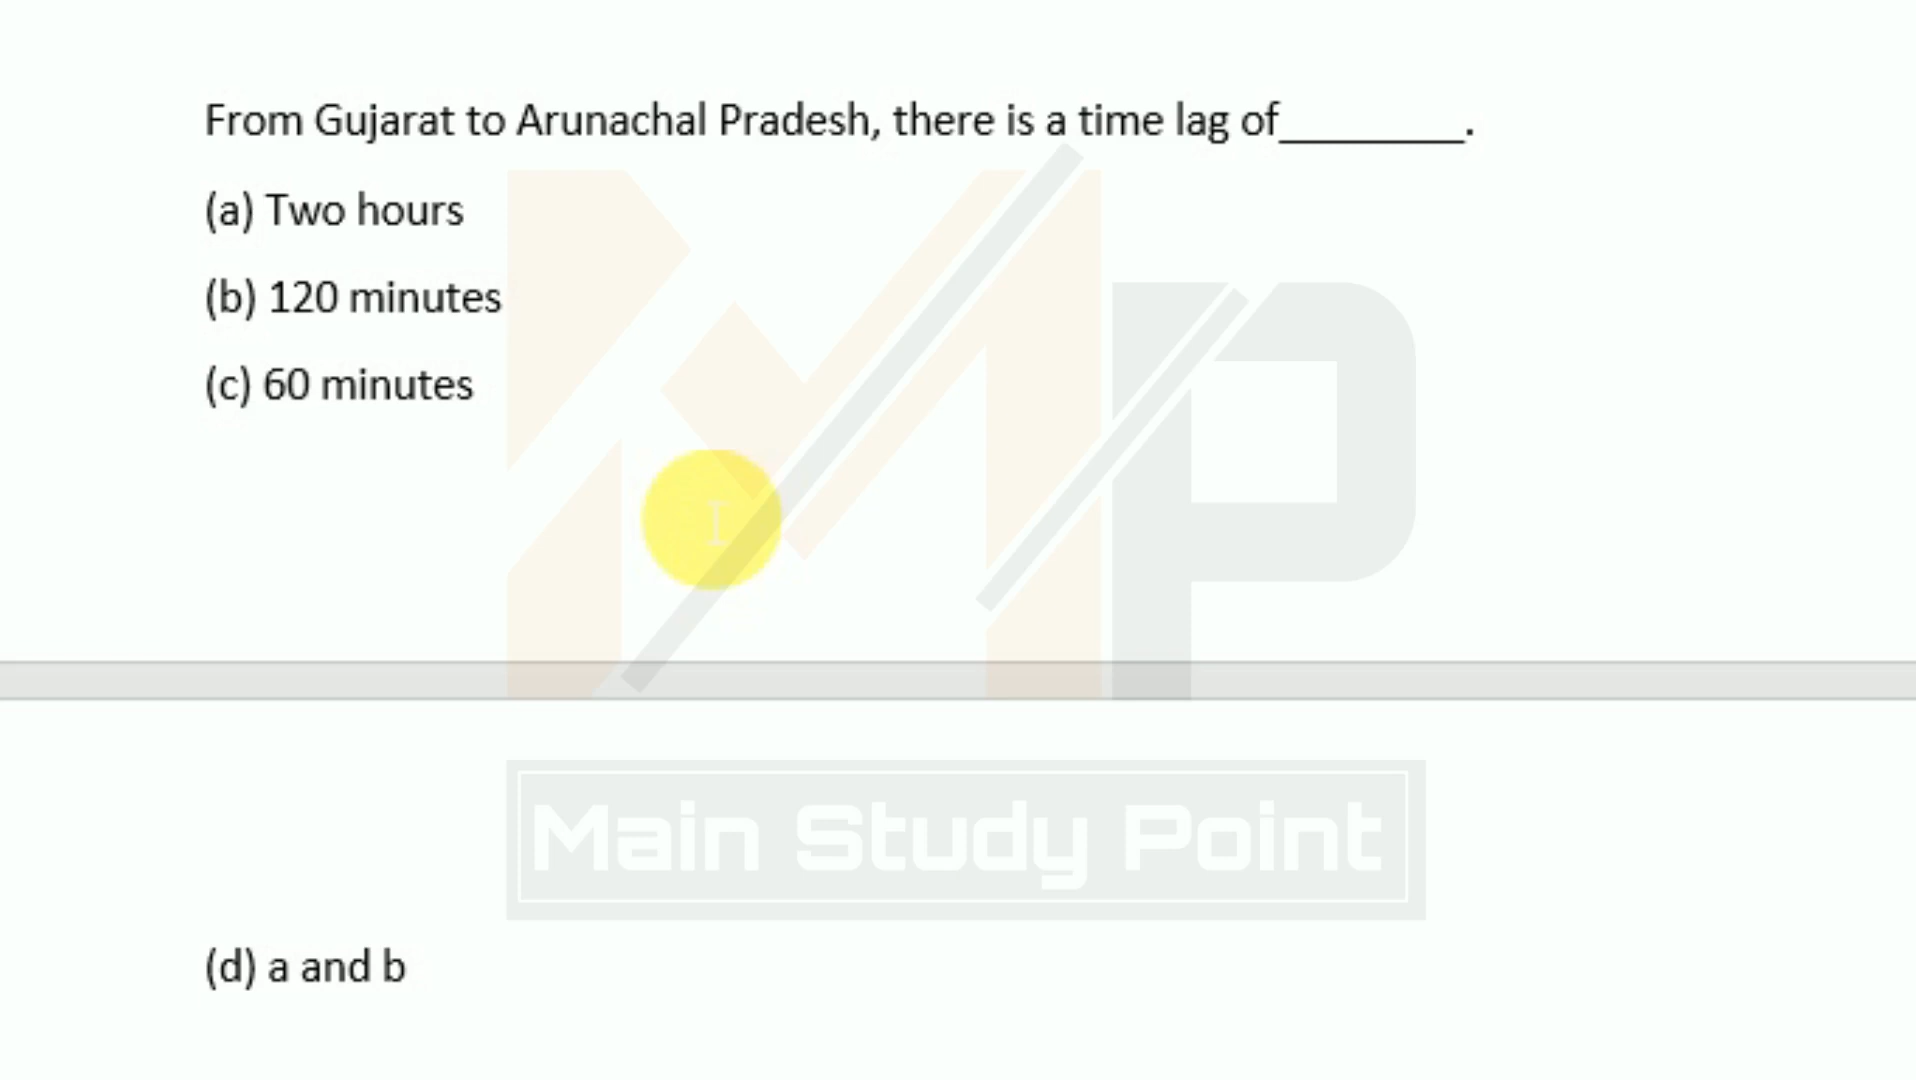 From Gujarat to Arunachal Pradesh, there is a time lag of________.
(a) Two hours
(b) 120 minutes
(c) 60 minutes
MP
Main Study Point
(d) a and b